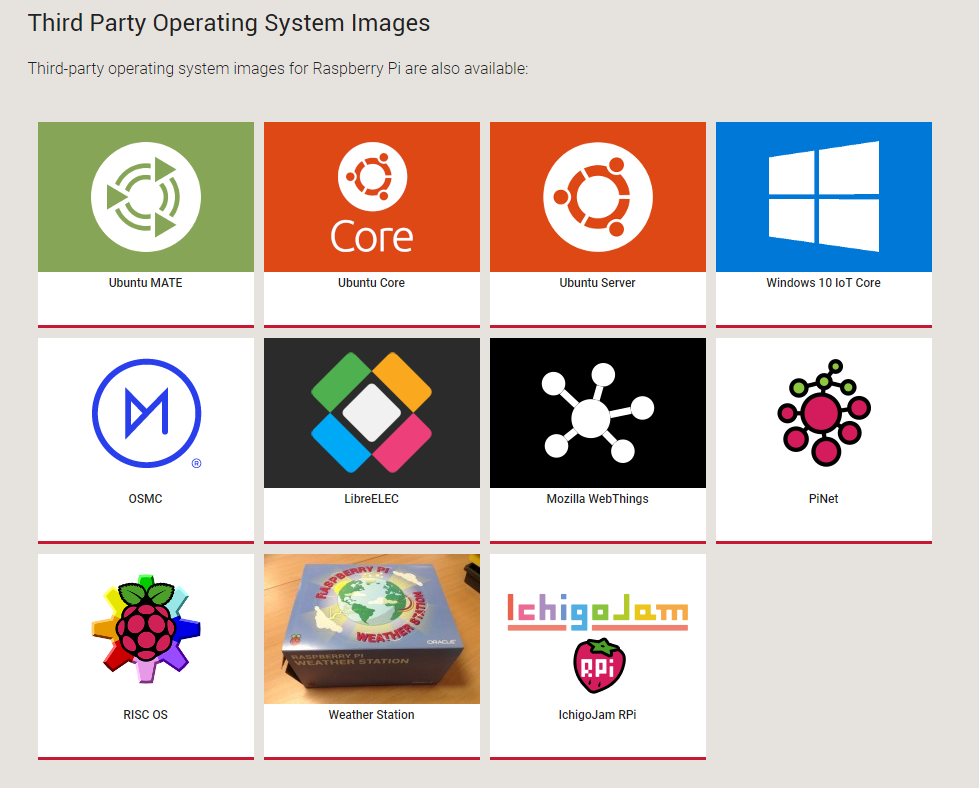 Third Party Operating System Images
Third-party operating system images for Raspberry Pi are also available:
Core
Ubuntu MATE
Ubuntu Core
Ubuntu Server
Windows 10 IoT Core
®
OSMC
LibreELEC
Mozilla WebThings
PiNet
RASPBERRY PI
WEATHER STATION
ORACLE
RASPBERRY PI
WEATHER STATION
IchigoJam
RPi
RISC OS
Weather Station
IchigoJam RPi